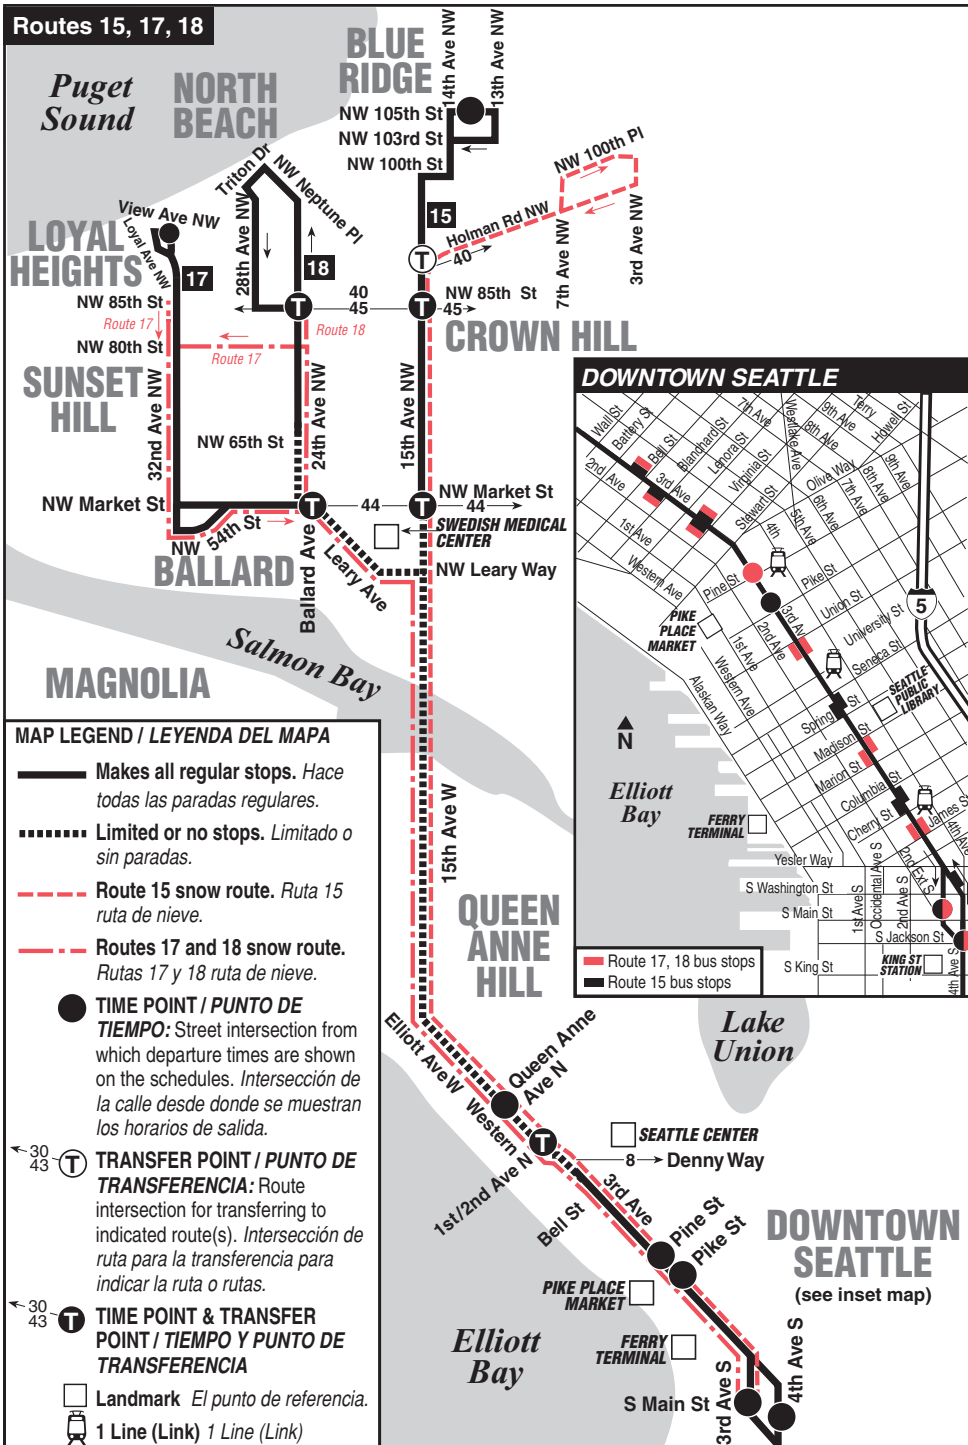 Routes 15, 17, 18
Puget
Sound
NORTH
BEACH
BLUE
RIDGE
14th Ave NW
13th Ave NW
NW 105th St
NW 103rd St
NW 100th St
NW 100th Pl
Triton Dr
NW Neptune Pl
View Ave NW
Loyal Ave NW
28th Ave NW
15
Holman Rd NW
40
7th Ave NW
3rd Ave NW
LOYAL
HEIGHTS
17
18
T
NW 85th St
Route 17
T
40
45
T
45
NW 85th St
Route 18
CROWN HILL
NW 80th St
Route 17
SUNSET
HILL
32nd Ave NW
24th Ave NW
15th Ave NW
NW 65th St
NW Market St
T
44
T
NW Market St
44
NW 54th St
SWEDISH MEDICAL
CENTER
BALLARD
Ballard Ave
Leary Ave
NW Leary Way
Salmon Bay
MAGNOLIA
15th Ave W
QUEEN
ANNE
HILL
Elliott Ave W
Queen Anne
Ave N
Western
1st/2nd Ave N
T
SEATTLE CENTER
8
Denny Way
Lake
Union
Bell St
3rd Ave
Pine St
Pike St
DOWNTOWN
SEATTLE
(see inset map)
PIKE PLACE
MARKET
FERRY
TERMINAL
Elliott
Bay
S Main St
3rd Ave S
4th Ave S
DOWNTOWN SEATTLE
Wall St
Battery St
Bell St
Blanchard St
Lenora St
Virginia St
Stewart St
7th Ave
Westlake Ave
8th Ave
9th Ave
Terry
Howell St
Olive Way
9th Ave
8th Ave
7th Ave
6th Ave
5th Ave
4th
2nd Ave
3rd Ave
1st Ave
Western Ave
Pine St
Pike St
Union St
University St
Seneca St
5
3rd Ave
2nd Ave
1st Ave
Western Ave
Alaskan Way
PIKE
PLACE
MARKET
SEATTLE
PUBLIC
LIBRARY
Spring St
Madison St
Marion St
Columbia St
Cherry St
James St
4th Ave
N
Elliott
Bay
FERRY
TERMINAL
Yesler Way
S Washington St
S Main St
S Jackson St
S King St
1st Ave S
Occidental Ave S
2nd Ave S
2nd Ext S
4th Ave S
KING ST
STATION
Route 17, 18 bus stops
Route 15 bus stops
MAP LEGEND / LEYENDA DEL MAPA
Makes all regular stops. Hace
todas las paradas regulares.
Limited or no stops. Limitado o
sin paradas.
Route 15 snow route. Ruta 15
ruta de nieve.
Routes 17 and 18 snow route.
Rutas 17 y 18 ruta de nieve.
TIME POINT / PUNTO DE
TIEMPO: Street intersection from
which departure times are shown
on the schedules. Intersección de
la calle desde donde se muestran
los horarios de salida.
30
43
T
TRANSFER POINT / PUNTO DE
TRANSFERENCIA: Route
intersection for transferring to
indicated route(s). Intersección de
ruta para la transferencia para
indicar la ruta o rutas.
30
43
T
TIME POINT & TRANSFER
POINT / TIEMPO Y PUNTO DE
TRANSFERENCIA
Landmark El punto de referencia.
1 Line (Link) 1 Line (Link)